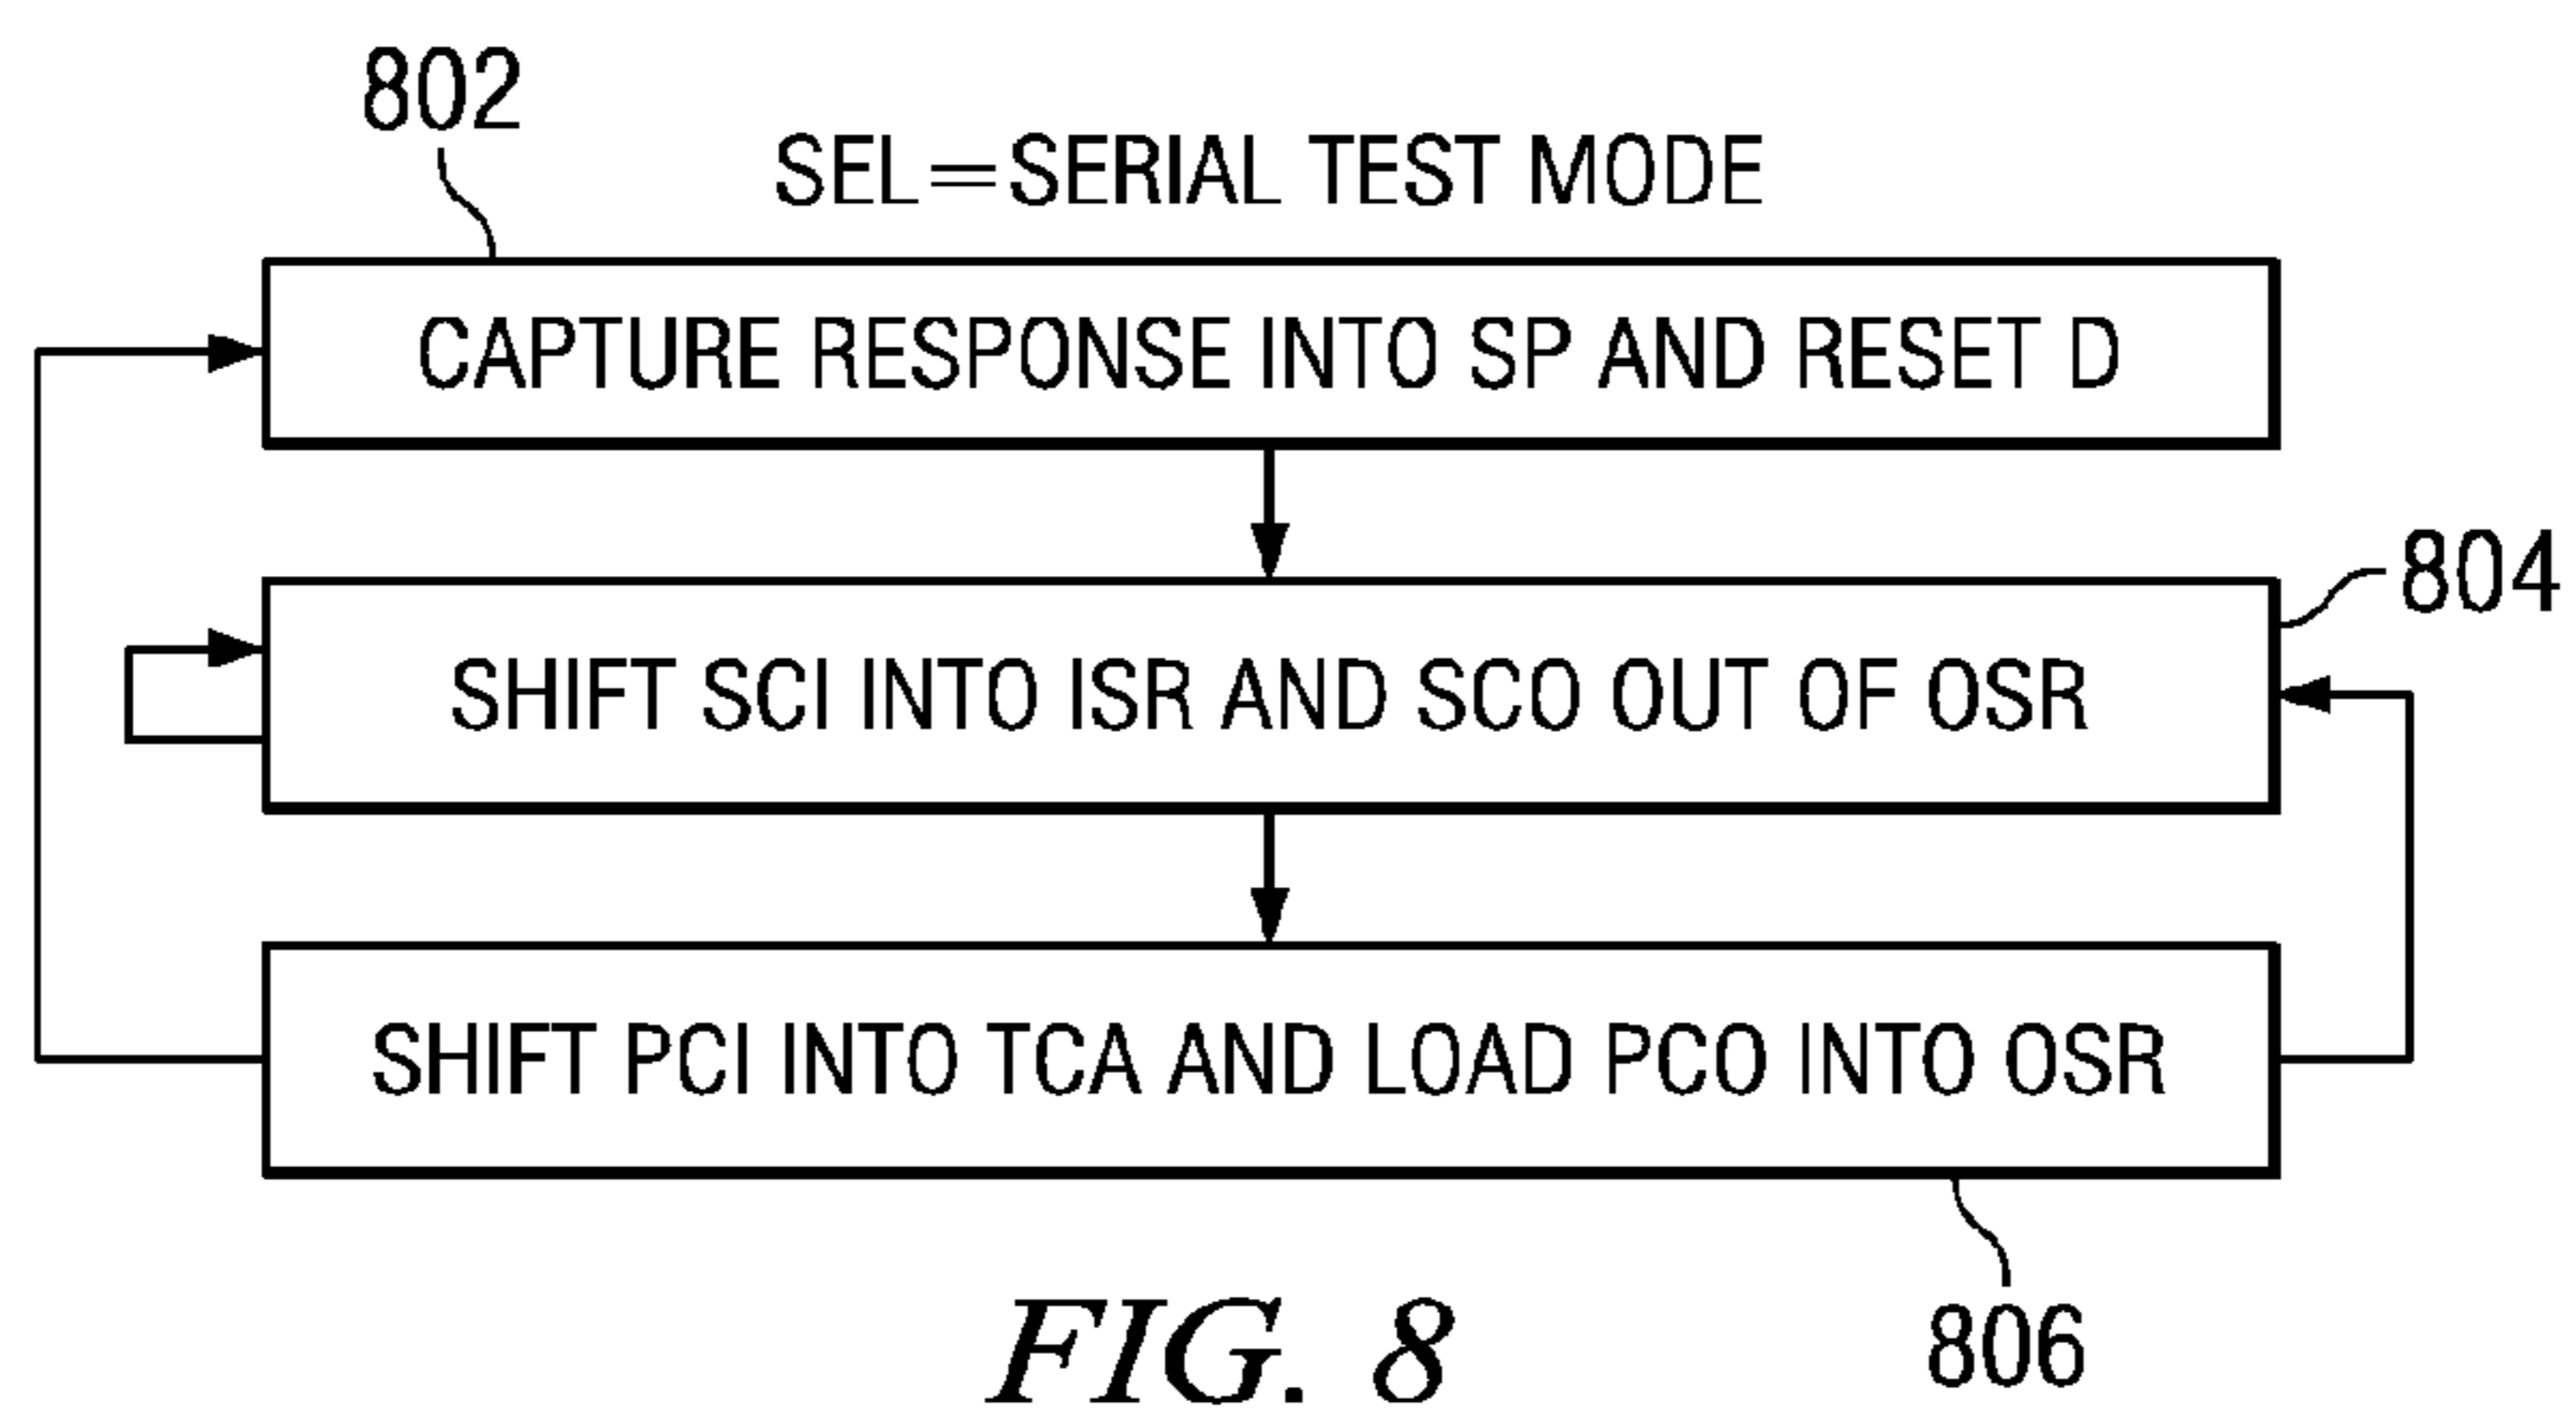 802
SEL=SERIAL TEST MODE
CAPTURE RESPONSE INTO SP AND RESET D
804
SHIFT SCI INTO ISR AND SCO OUT OF OSR
SHIFT PCI INTO TCA AND LOAD PCO INTO OSR
806
FIG. 8